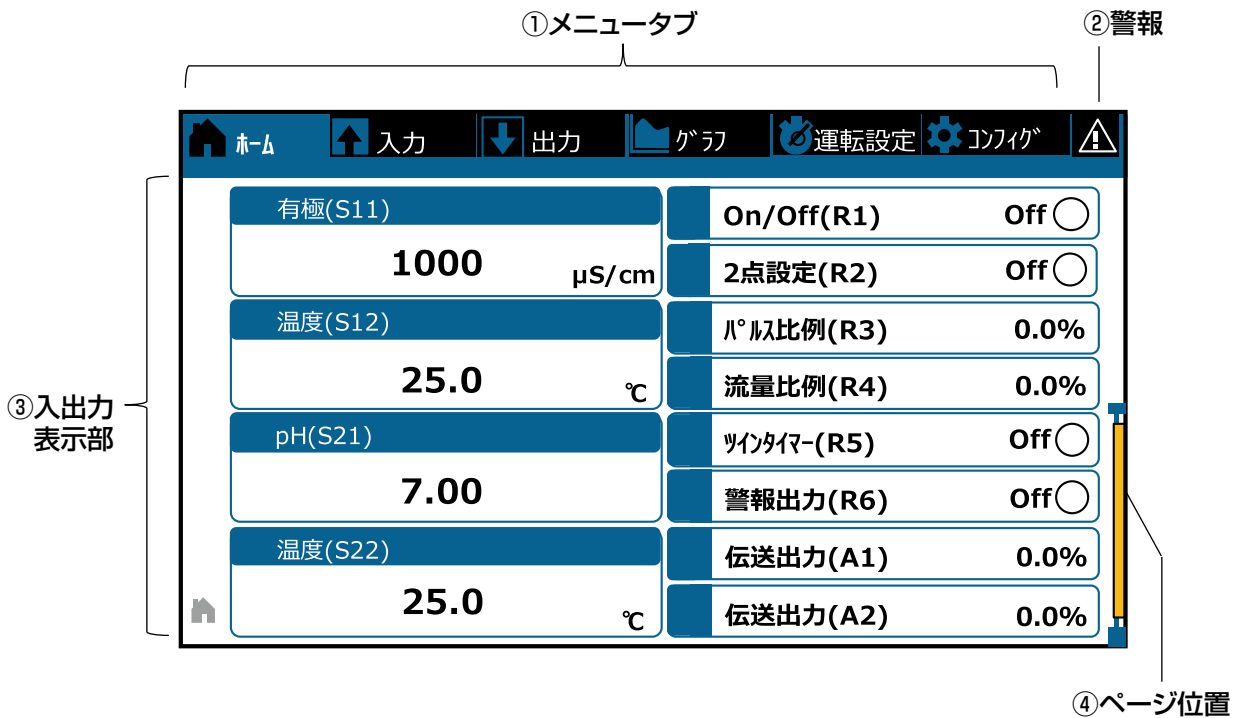 ①メニュータブ
②警報
ホーム 入力 出力 グラフ 運転設定 コンフィグ
③入出力
表示部
有極(S11)
1000 μS/cm
温度(S12)
25.0 ℃
pH(S21)
7.00
温度(S22)
25.0 ℃
On/Off(R1) Off
2点設定(R2) Off
パルス比例(R3) 0.0%
流量比例(R4) 0.0%
ツインタイマー(R5) Off
警報出力(R6) Off
伝送出力(A1) 0.0%
伝送出力(A2) 0.0%
④ページ位置